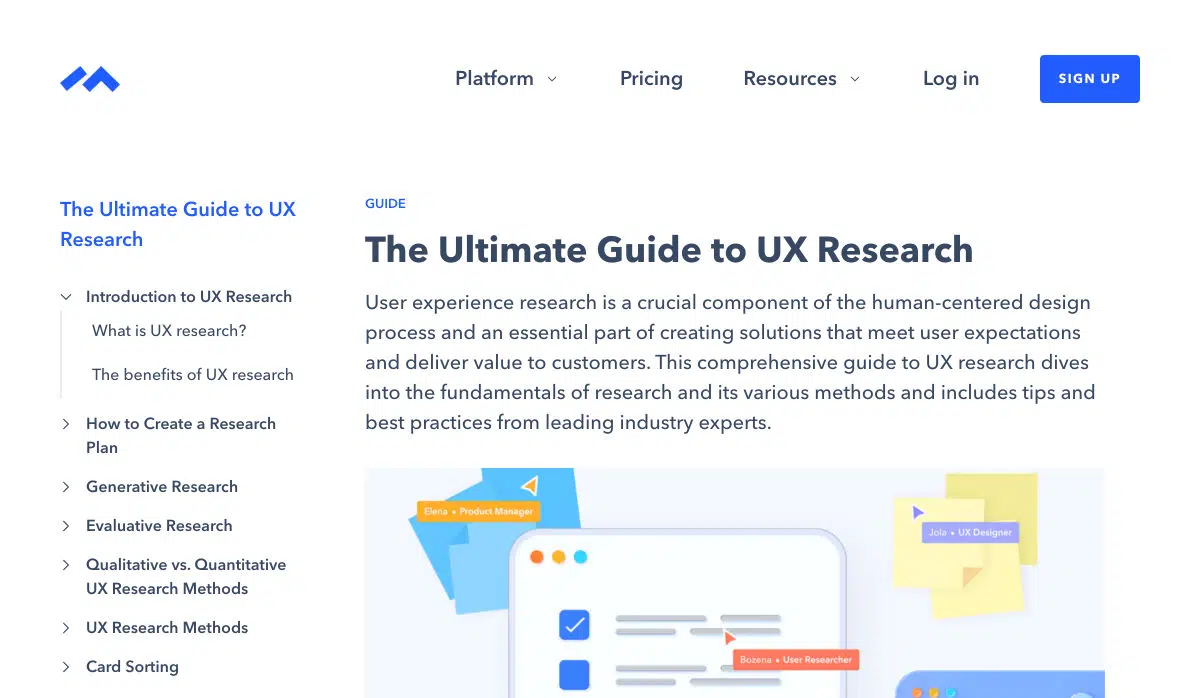 Platform
Pricing
Resources
Log in
SIGN UP
The Ultimate Guide to UX
Research
Introduction to UX Research
What is UX research?
The benefits of UX research
How to Create a Research
Plan
Generative Research
Evaluative Research
Qualitative vs. Quantitative
UX Research Methods
UX Research Methods
Card Sorting
GUIDE
The Ultimate Guide to UX Research
User experience research is a crucial component of the human-centered design
process and an essential part of creating solutions that meet user expectations
and deliver value to customers. This comprehensive guide to UX research dives
into the fundamentals of research and its various methods and includes tips and
best practices from leading industry experts.
Elena • Product Manager
Jola • UX Designer
Bozena • User Researcher